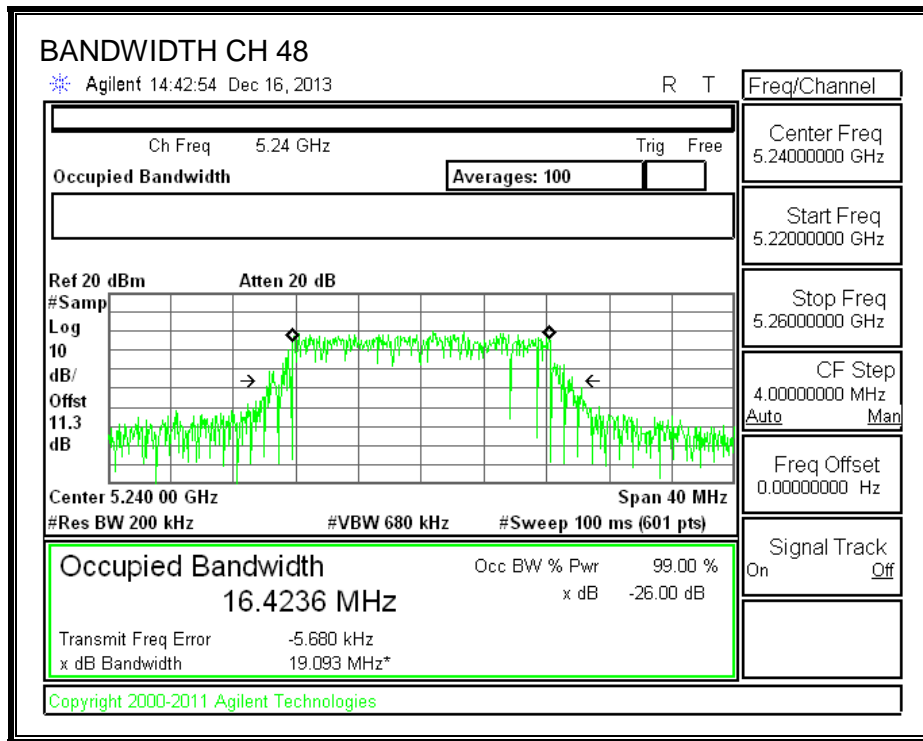 BANDWIDTH CH 48
Agilent 14:42:54 Dec 16, 2013 R T
Ch Freq 5.24 GHz Trig Free
Occupied Bandwidth Averages: 100
Ref 20 dBm Atten 20 dB
#Samp
Log
10
dB/
Offst
11.3
dB
Center 5.240 00 GHz Span 40 MHz
#Res BW 200 kHz #VBW 680 kHz #Sweep 100 ms (601 pts)
Occupied Bandwidth Occ BW % Pwr 99.00 %
16.4236 MHz x dB -26.00 dB
Transmit Freq Error -5.680 kHz
x dB Bandwidth 19.093 MHz*
Copyright 2000-2011 Agilent Technologies
Freq/Channel
Center Freq
5.24000000 GHz
Start Freq
5.22000000 GHz
Stop Freq
5.26000000 GHz
CF Step
4.00000000 MHz
Auto Man
Freq Offset
0.00000000 Hz
Signal Track
On Off